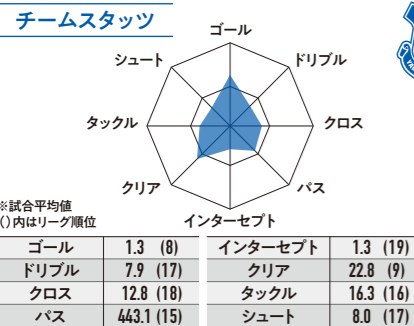 チームスタッツ
ゴール
シュート
ドリブル
タックル
クロス
クリア
パス
インターセプト
※試合平均値
()内はリーグ順位
ゴール 1.3 (8) インターセプト 1.3 (19)
ドリブル 7.9 (17) クリア 22.8 (9)
クロス 12.8 (18) タックル 16.3 (16)
パス 443.1 (15) シュート 8.0 (17)